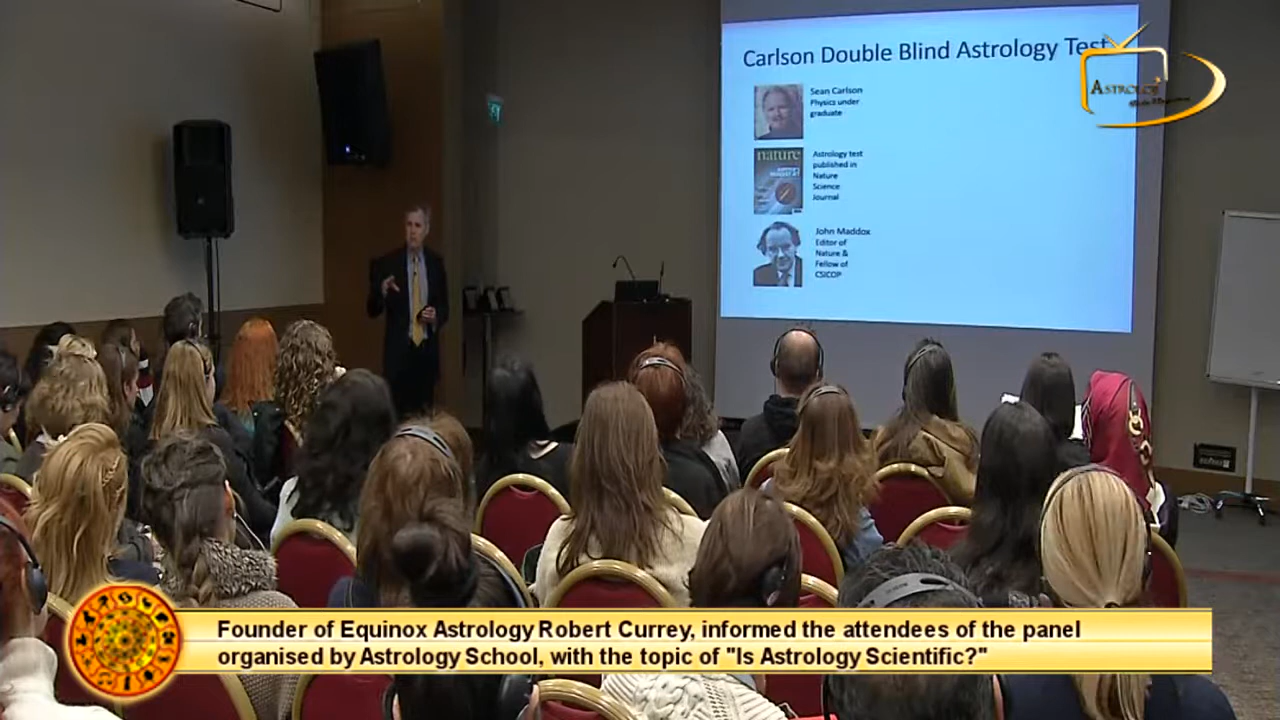 Carlson Double Blind Astrology Test
Sean Carlson
Physics under
graduate
nature
Astrology test
published in
Nature
Science
Journal
John Maddox
Editor of
Nature &
Fellow of
CSICOP
Founder of Equinox Astrology Robert Currey, informed the attendees of the panel
organised by Astrology School, with the topic of "Is Astrology Scientific?"